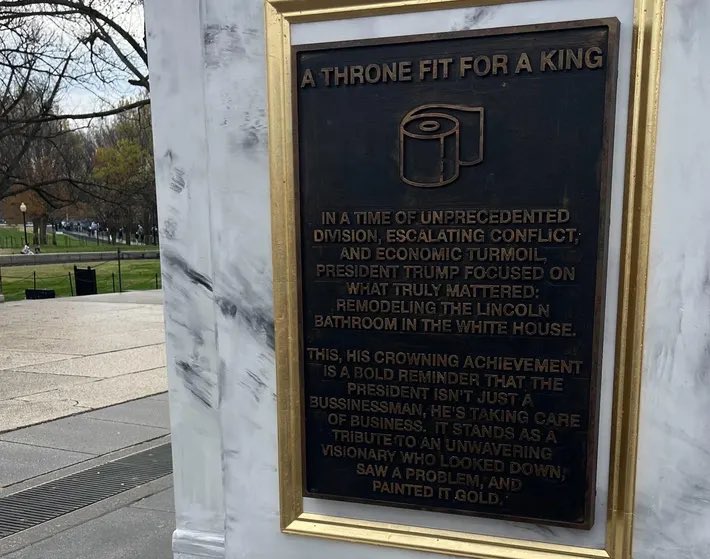 A THRONE FIT FOR A KING
IN A TIME OF UNPRECEDENTED
DIVISION, ESCALATING CONFLICT,
AND ECONOMIC TURMOIL,
PRESIDENT TRUMP FOCUSED ON
WHAT TRULY MATTERED:
REMODELING THE LINCOLN
BATHROOM IN THE WHITE HOUSE.
THIS, HIS CROWNING ACHIEVEMENT
IS A BOLD REMINDER THAT THE
PRESIDENT ISN'T JUST A
BUSSINESSMAN, HE'S TAKING CARE
OF BUSINESS. IT STANDS AS A
TRIBUTE TO AN UNWAVERING
VISIONARY WHO LOOKED DOWN,
SAW A PROBLEM, AND
PAINTED IT GOLD.